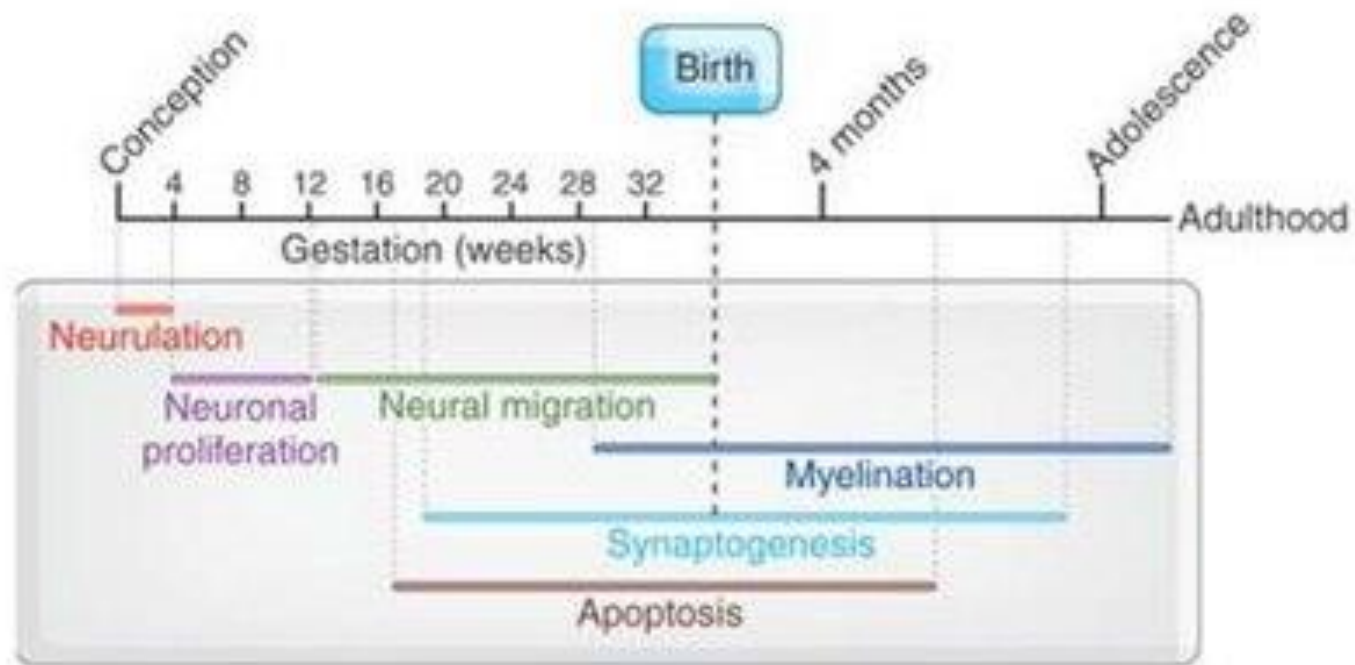 Conception
Birth
4 months
Adolescence
4 8 12 16 20 24 28 32
Adulthood
Gestation (weeks)
Neurulation
Neuronal
proliferation
Neural migration
Myelination
Synaptogenesis
Apoptosis